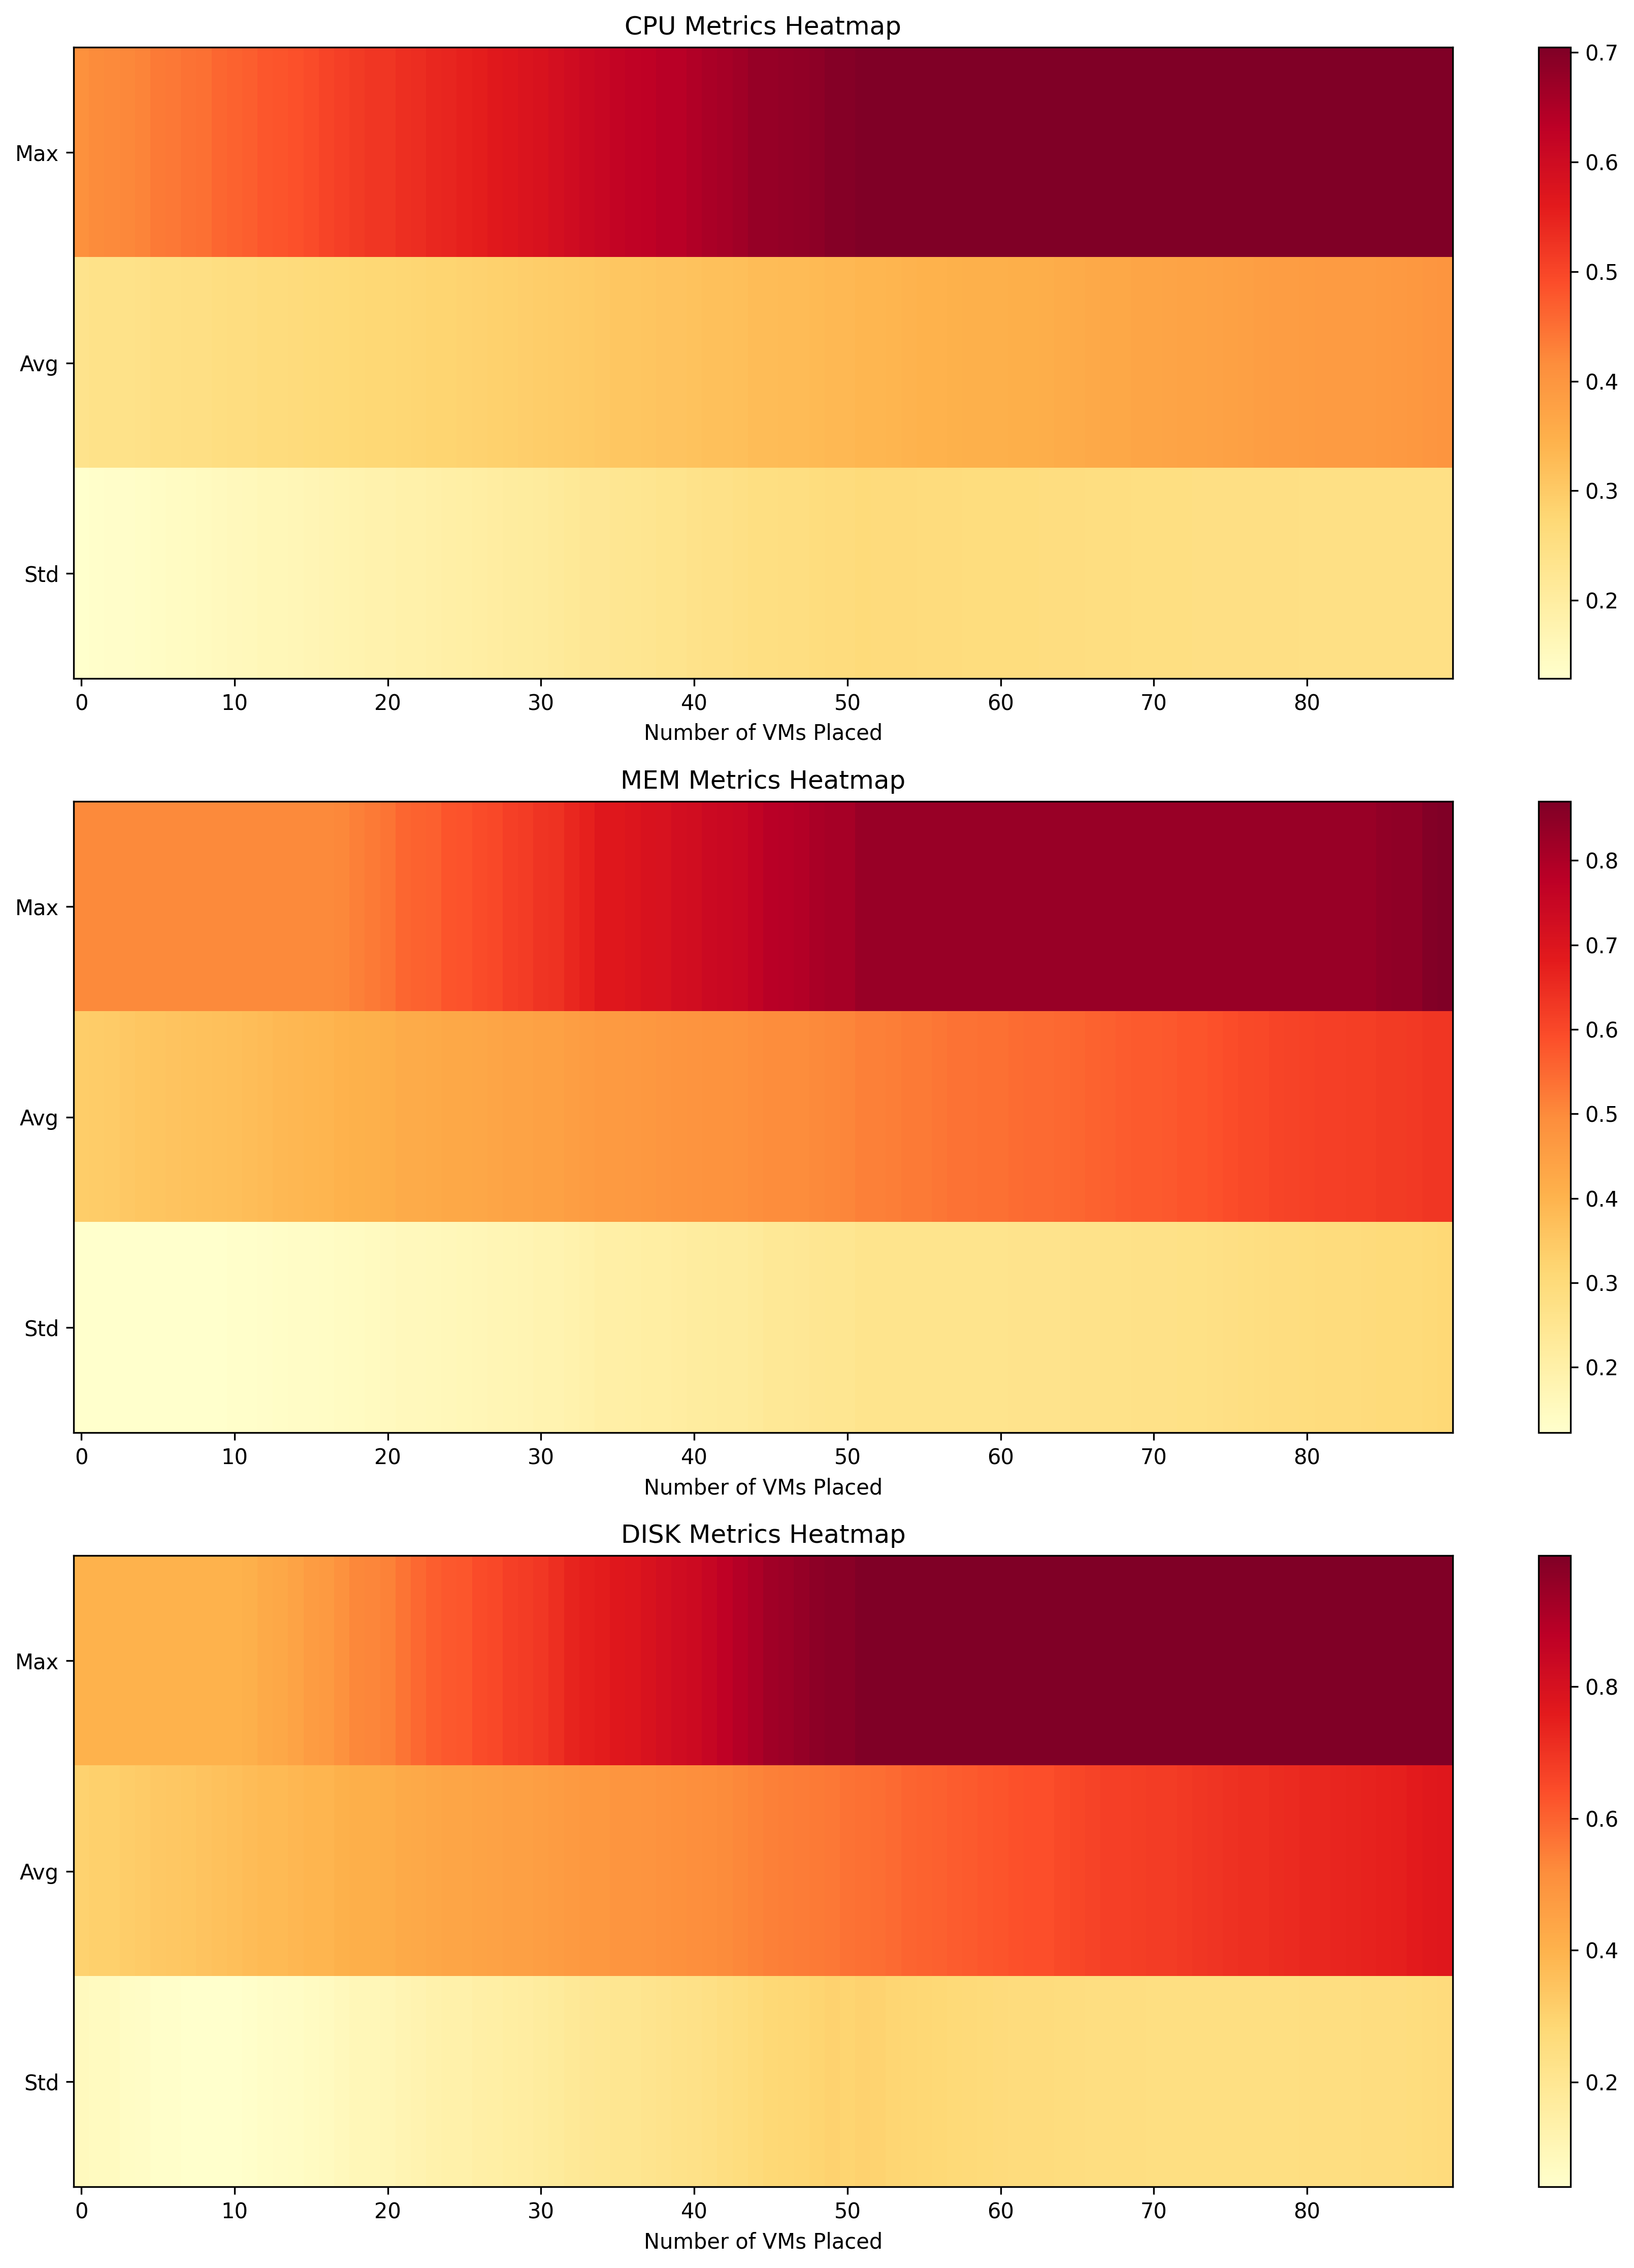 CPU Metrics Heatmap
0.7
Max
0.6
0.5
Avg
0.4
0.3
Std
0.2
0 10 20 30 40 50 60 70 80
Number of VMs Placed
MEM Metrics Heatmap
0.8
Max
0.7
0.6
Avg
0.5
0.4
0.3
Std
0.2
0 10 20 30 40 50 60 70 80
Number of VMs Placed
DISK Metrics Heatmap
Max
0.8
0.6
Avg
0.4
Std
0.2
0 10 20 30 40 50 60 70 80
Number of VMs Placed